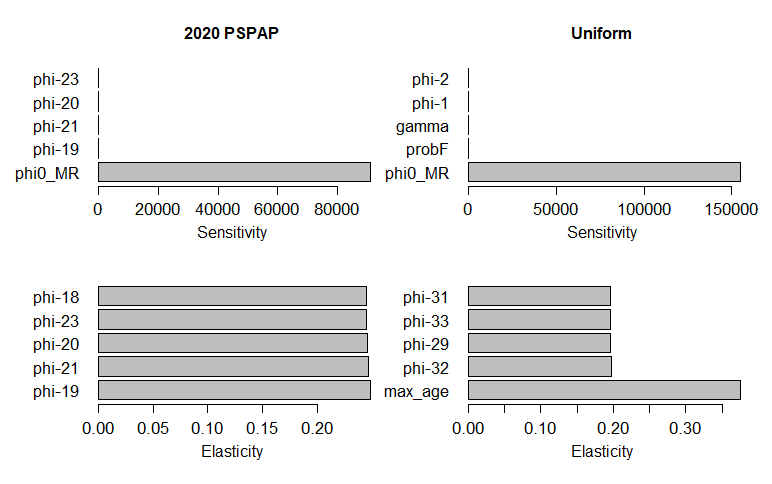 2020 PSPAP
phi-23
phi-20
phi-21
phi-19
phi0_MR
0 20000 40000 60000 80000
Sensitivity
Uniform
phi-2
phi-1
gamma
probF
phi0_MR
0 50000 100000 150000
Sensitivity
phi-18
phi-23
phi-20
phi-21
phi-19
0.00 0.05 0.10 0.15 0.20
Elasticity
phi-31
phi-33
phi-29
phi-32
max_age
0.00 0.10 0.20 0.30
Elasticity